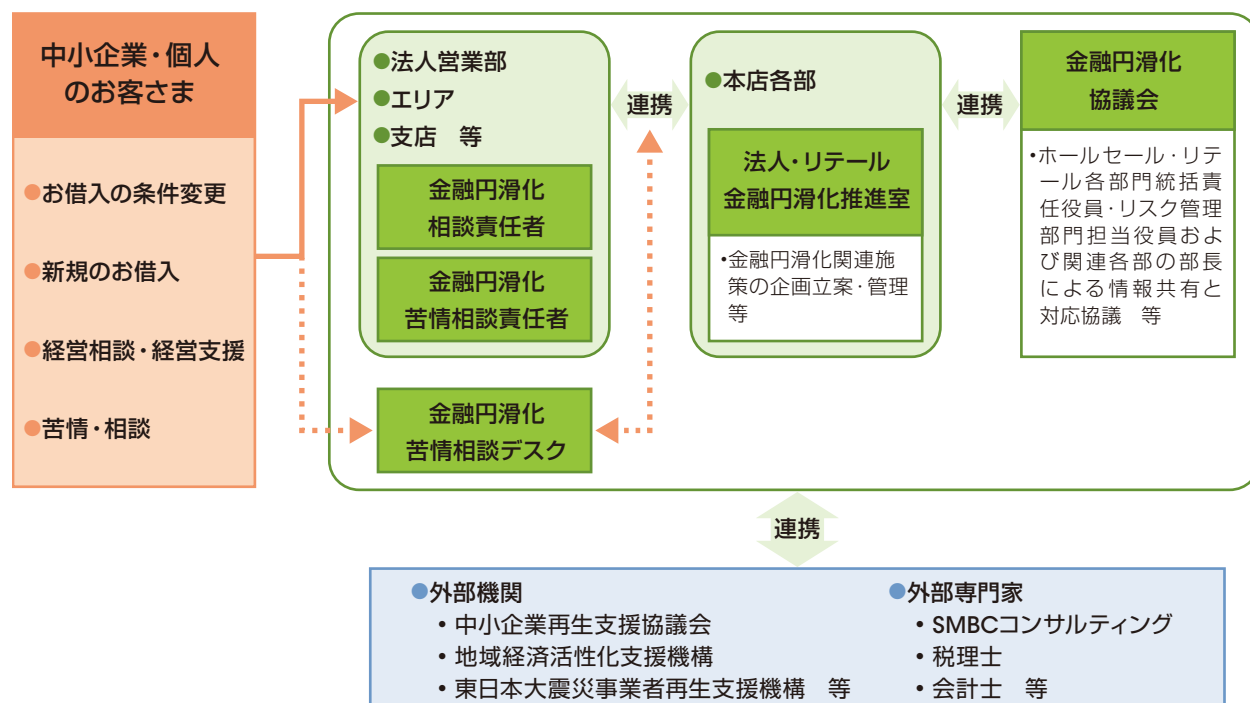 中小企業・個人
のお客さま
●お借入の条件変更
●新規のお借入
●経営相談・経営支援
●苦情・相談
●法人営業部
●エリア
●支店　等
金融円滑化
相談責任者
金融円滑化
苦情相談責任者
金融円滑化
苦情相談デスク
連携
●本店各部
法人・リテール
金融円滑化推進室
・金融円滑化関連施
策の企画立案・管理
等
連携
金融円滑化
協議会
・ホールセール・リテ
ール各部門統括責
任役員・リスク管理
部門担当役員およ
び関連各部の部長
による情報共有と
対応協議　等
連携
●外部機関
・中小企業再生支援協議会
・地域経済活性化支援機構
・東日本大震災事業者再生支援機構　等
●外部専門家
・SMBCコンサルティング
・税理士
・会計士　等